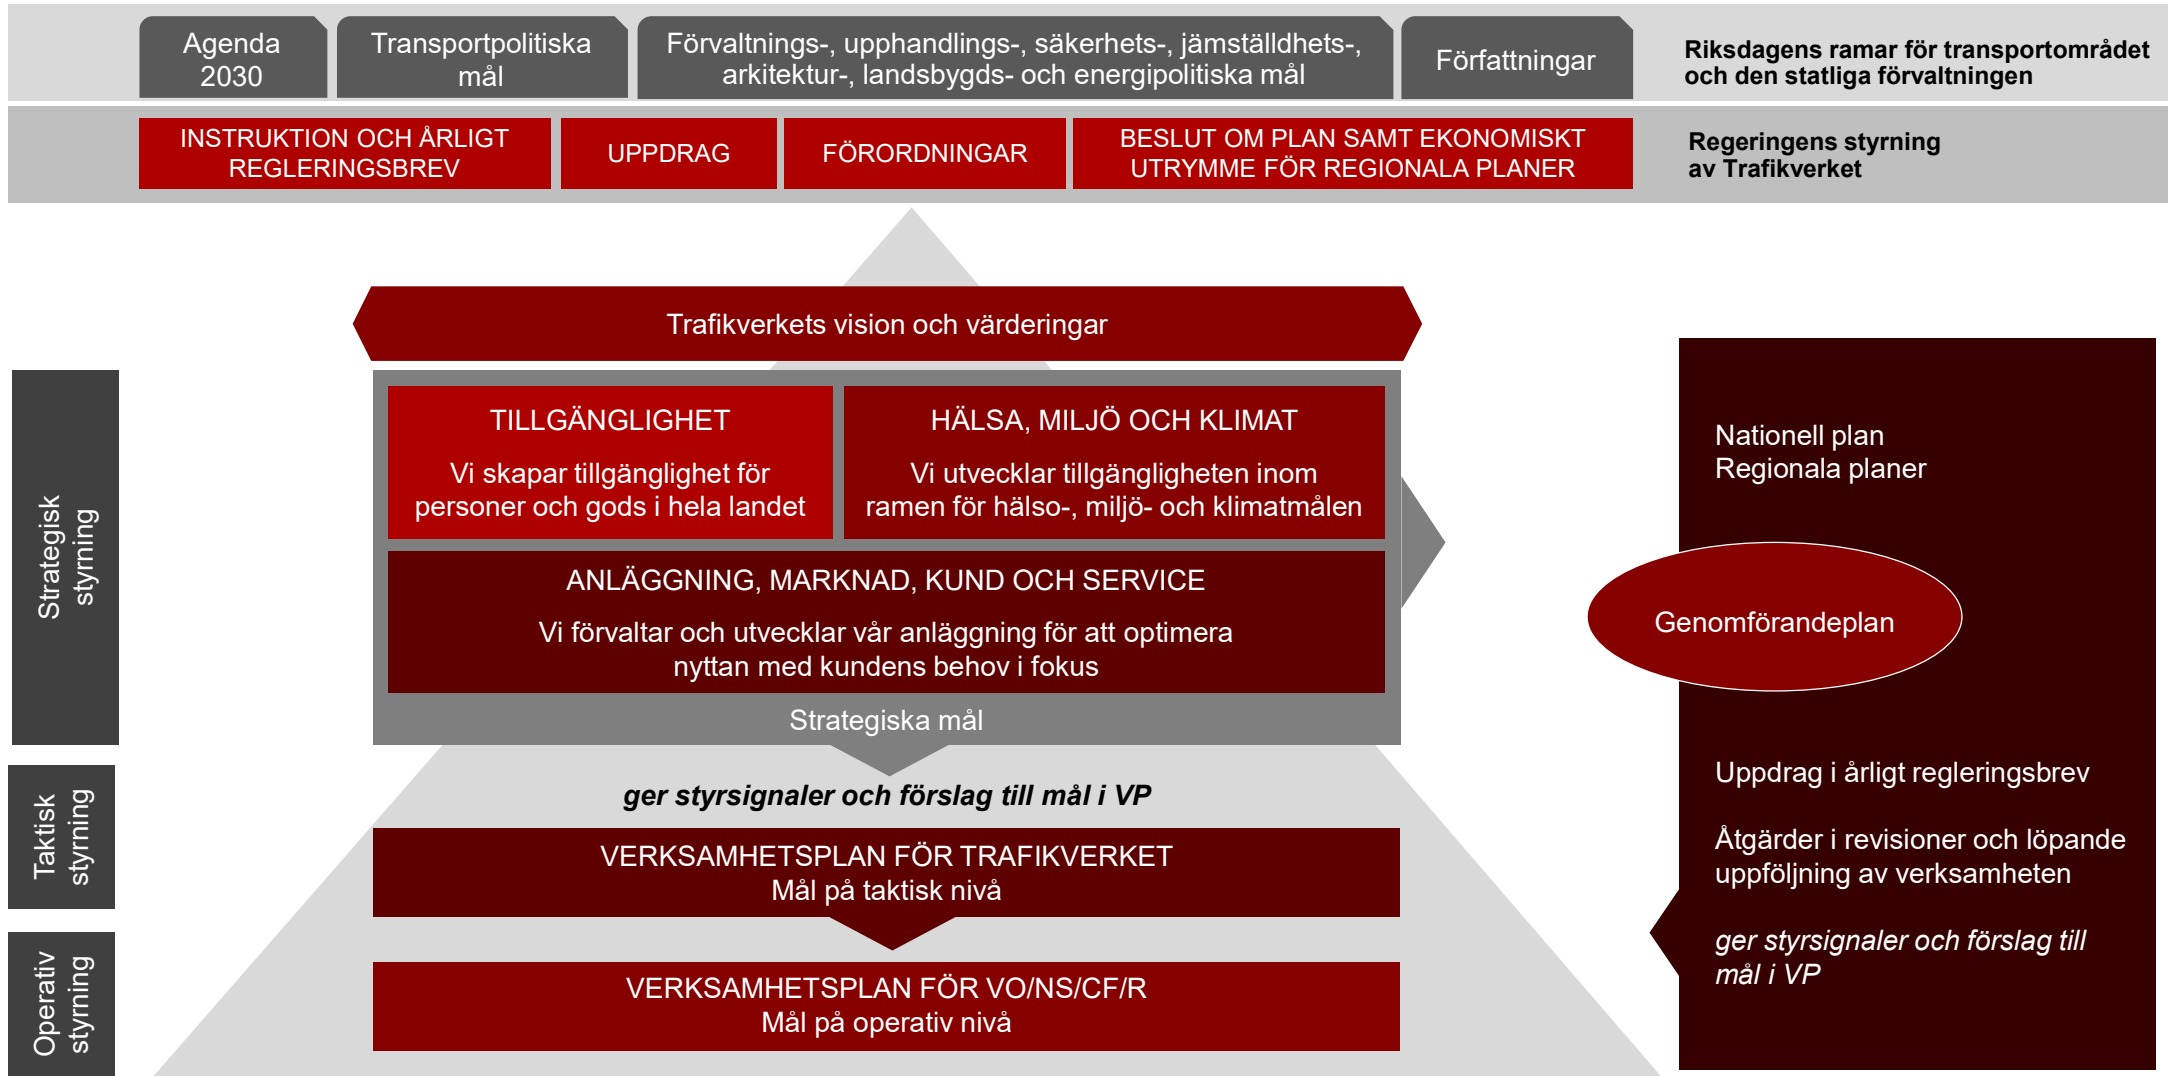 Agenda
2030
Transportpolitiska
mål
Förvaltnings-, upphandlings-, säkerhets-, jämställdhets-,
arkitektur-, landsbygds- och energipolitiska mål
Författningar
Riksdagens ramar för transportområdet
och den statliga förvaltningen
INSTRUKTION OCH ÅRLIGT
REGLERINGSBREV
UPPDRAG
FÖRORDNINGAR
BESLUT OM PLAN SAMT EKONOMISKT
UTRYMME FÖR REGIONALA PLANER
Regeringens styrning
av Trafikverket
Trafikverkets vision och värderingar
Strategisk
styrning
TILLGÄNGLIGHET
Vi skapar tillgänglighet för
personer och gods i hela landet
HÄLSA, MILJÖ OCH KLIMAT
Vi utvecklar tillgängligheten inom
ramen för hälso-, miljö- och klimatmålen
ANLÄGGNING, MARKNAD, KUND OCH SERVICE
Vi förvaltar och utvecklar vår anläggning för att optimera
nyttan med kundens behov i fokus
Strategiska mål
ger styrsignaler och förslag till mål i VP
Taktisk
styrning
VERKSAMHETSPLAN FÖR TRAFIKVERKET
Mål på taktisk nivå
Operativ
styrning
VERKSAMHETSPLAN FÖR VO/NS/CF/R
Mål på operativ nivå
Nationell plan
Regionala planer
Genomförandeplan
Uppdrag i årligt regleringsbrev
Åtgärder i revisioner och löpande
uppföljning av verksamheten
ger styrsignaler och förslag till
mål i VP